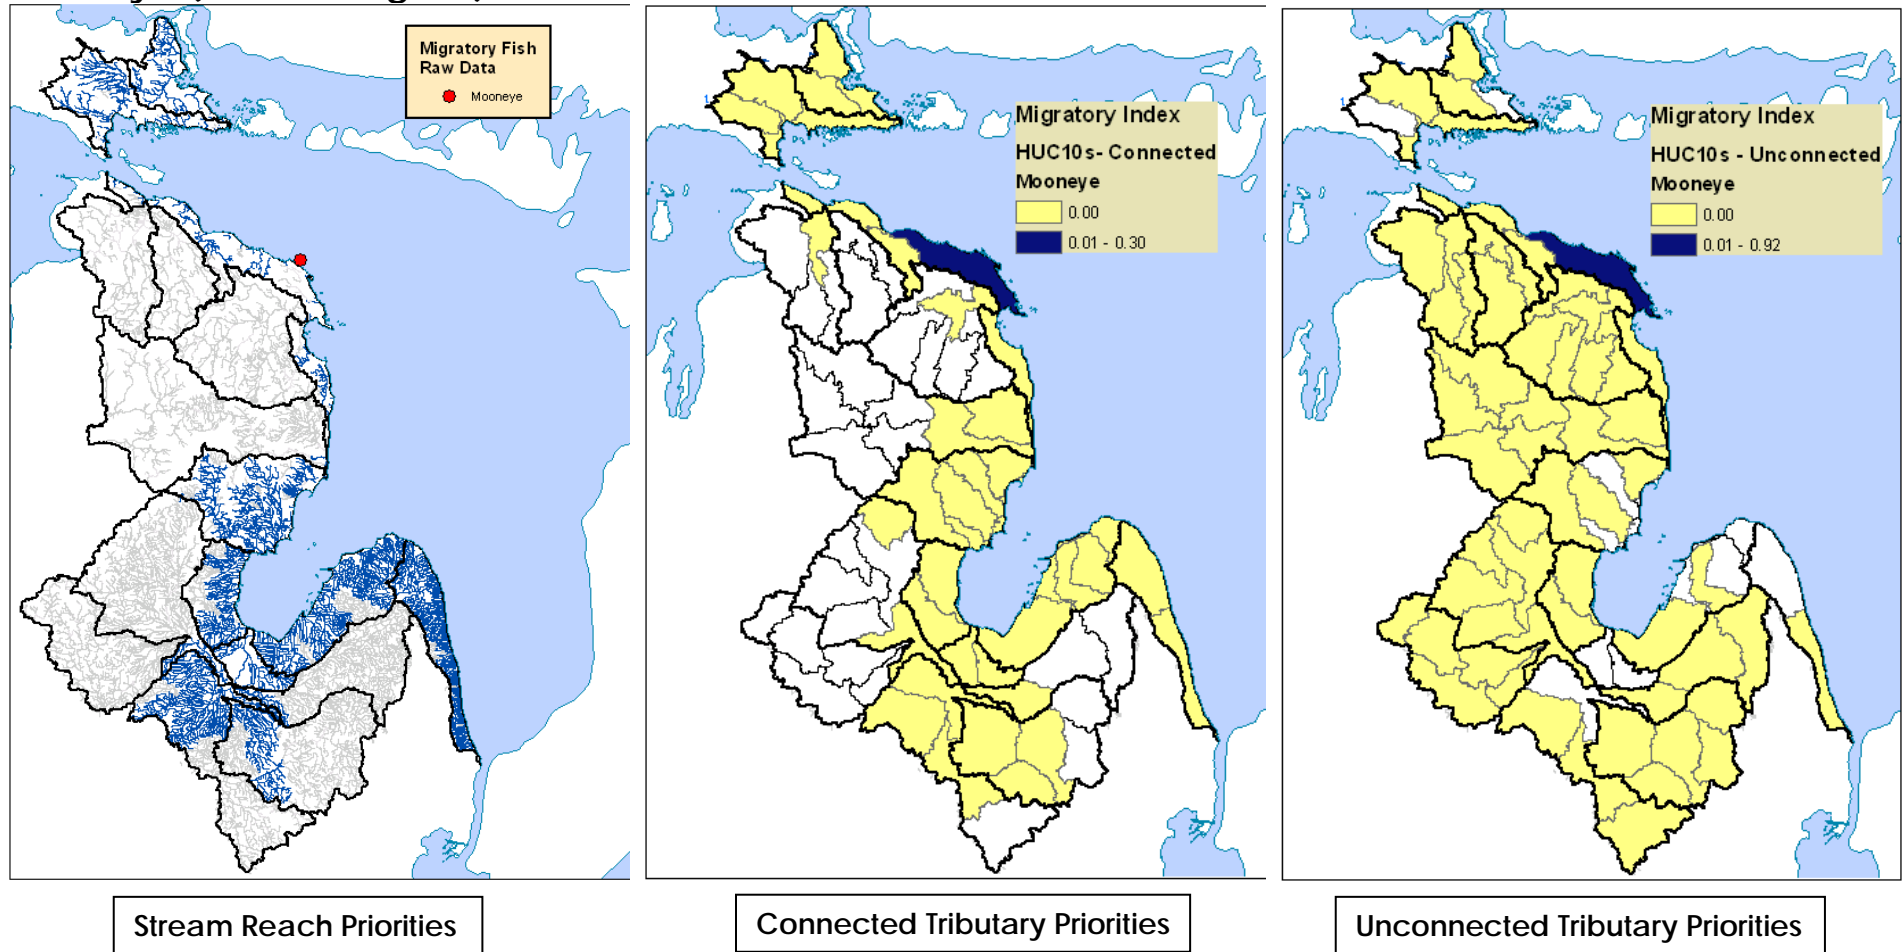 Migratory Fish
Raw Data
Mooneye
Migratory Index
HUC10s- Connected
Mooneye
0.00
0.01 - 0.30
Migratory Index
HUC10s - Unconnected
Mooneye
0.00
0.01 - 0.92
Stream Reach Priorities
Connected Tributary Priorities
Unconnected Tributary Priorities